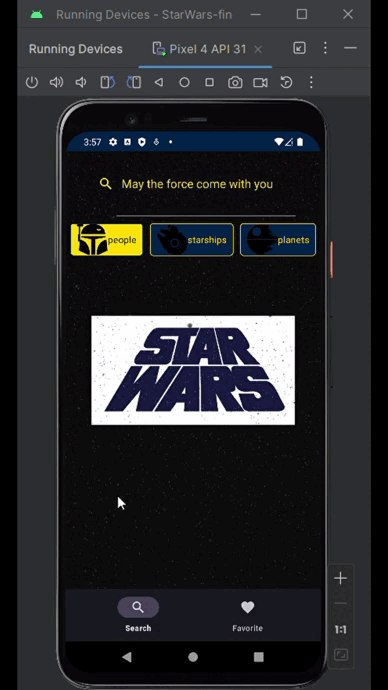 Running Devices - StarWars-fin
Running Devices
Pixel 4 API 31
3:57
May the force come with you
people
starships
planets
STAR
WARS
1:1
Search
Favorite